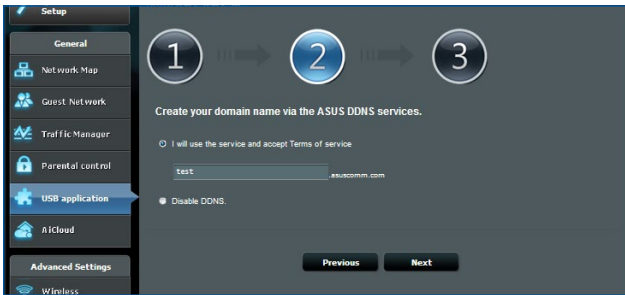 Setup
General
Network Map
Guest Network
Traffic Manager
Parental control
USB application
AiCloud
Advanced Settings
Wireless
1
2
3
Create your domain name via the ASUS DDNS services.
I will use the service and accept Terms of service
test .asuscomm.com
Disable DDNS.
Previous Next